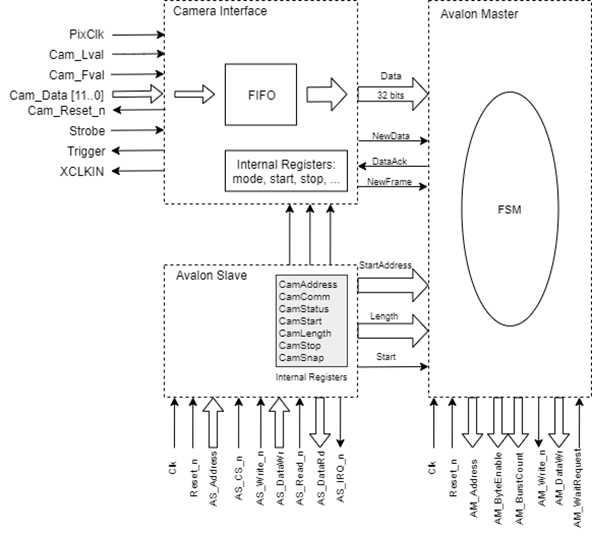 Camera Interface
Avalon Master
PixClk
Cam_Lval
Cam_Fval
Cam_Data [11..0]
Cam_Reset_n
Strobe
Trigger
XCLKIN
FIFO
Internal Registers:
mode, start, stop, ...
Data
32 bits
NewData
DataAck
NewFrame
FSM
Avalon Slave
CamAddress
CamComm
CamStatus
CamStart
CamLength
CamStop
CamSnap
Internal Registers
StartAddress
Length
Start
Clk
Reset_n
AS_Address
AS_CS_n
AS_Write_n
AS_DataWr
AS_Read_n
AS_DataRd
AS_IRQ_n
Clk
Reset_n
AM_Address
AM_ByteEnable
AM_BurstCount
AM_Write_n
AM_DataWr
AM_WaitRequest